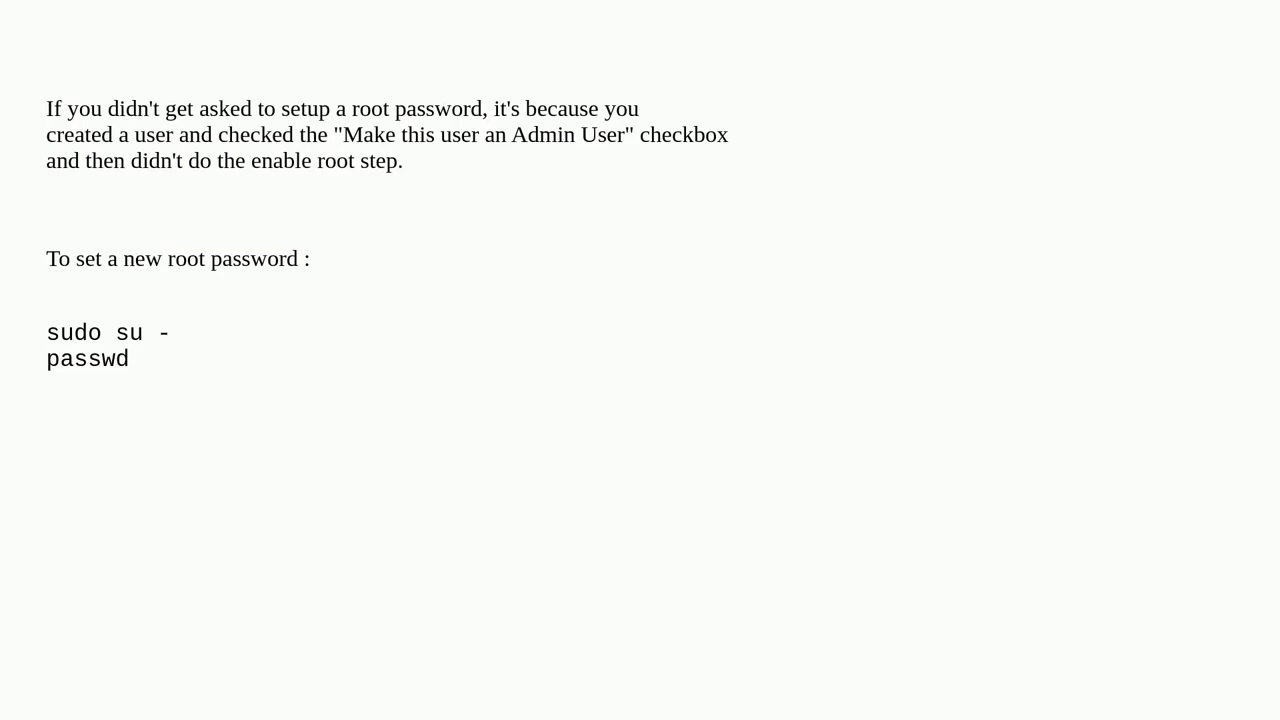 If you didn't get asked to setup a root password, it's because you
created a user and checked the "Make this user an Admin User" checkbox
and then didn't do the enable root step.
To set a new root password :
sudo su -
passwd